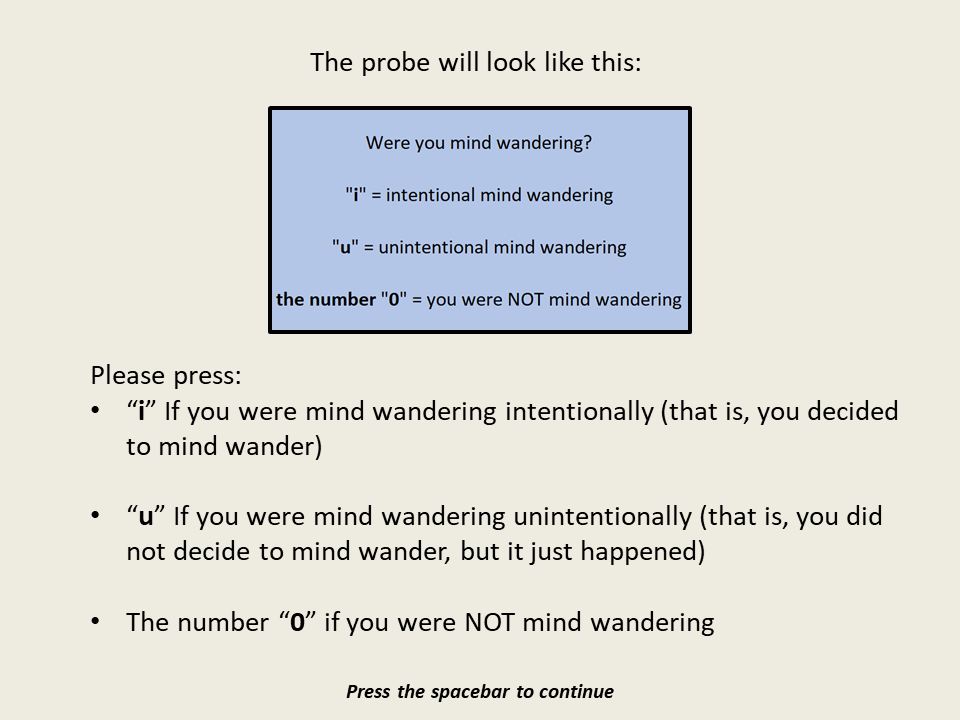 The probe will look like this:
Were you mind wandering?
"i" = intentional mind wandering
"u" = unintentional mind wandering
the number "0" = you were NOT mind wandering
Please press:
• “i” If you were mind wandering intentionally (that is, you decided
to mind wander)
• “u” If you were mind wandering unintentionally (that is, you did
not decide to mind wander, but it just happened)
• The number “0” if you were NOT mind wandering
Press the spacebar to continue